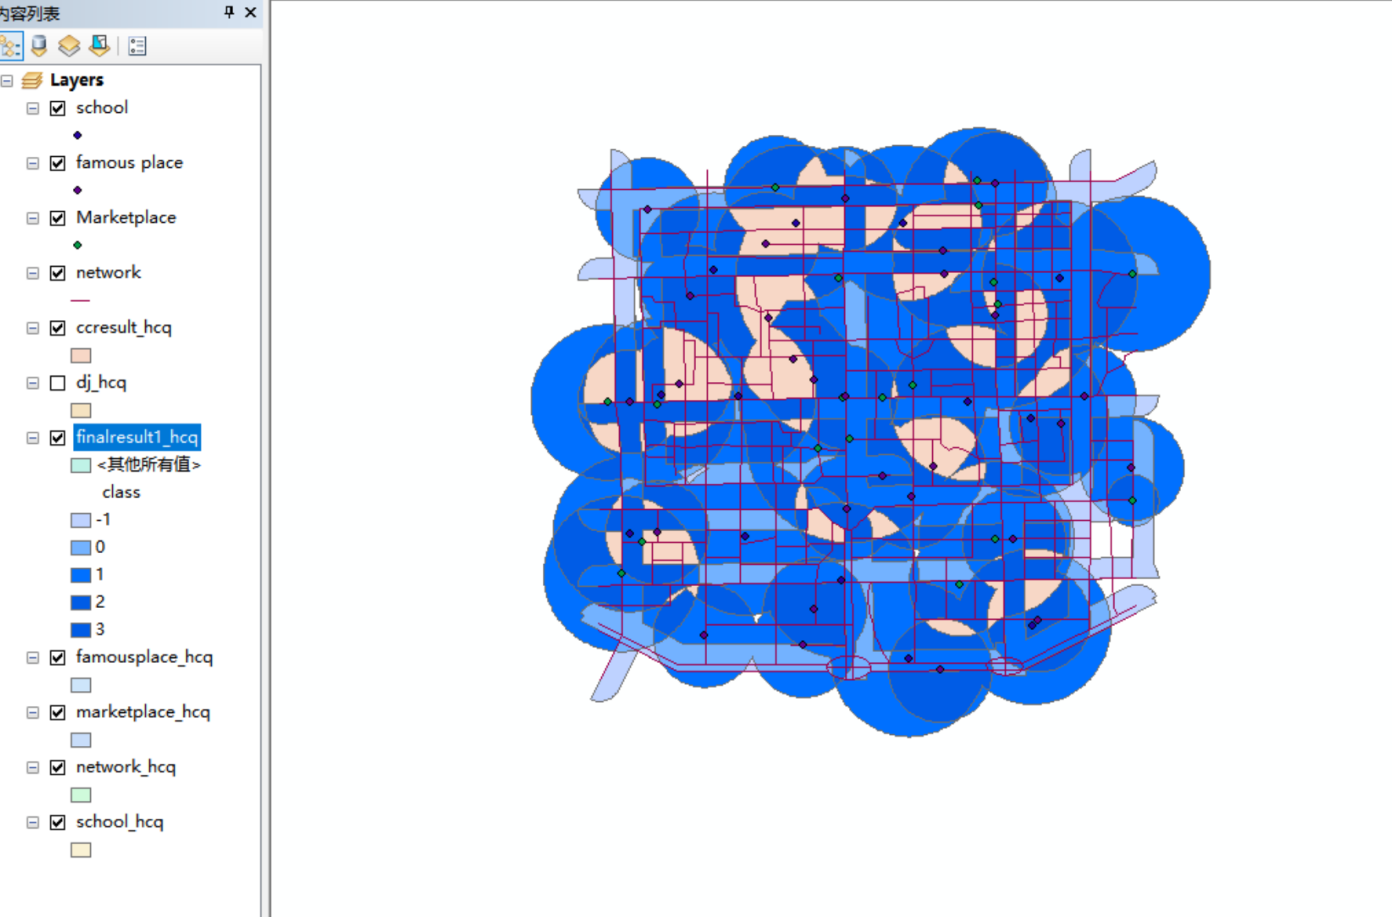 内容列表
Layers
school
famous place
Marketplace
network
ccresult_hcq
dj_hcq
finalresult1_hcq
<其他所有值>
class
-1
0
1
2
3
famousplace_hcq
marketplace_hcq
network_hcq
school_hcq